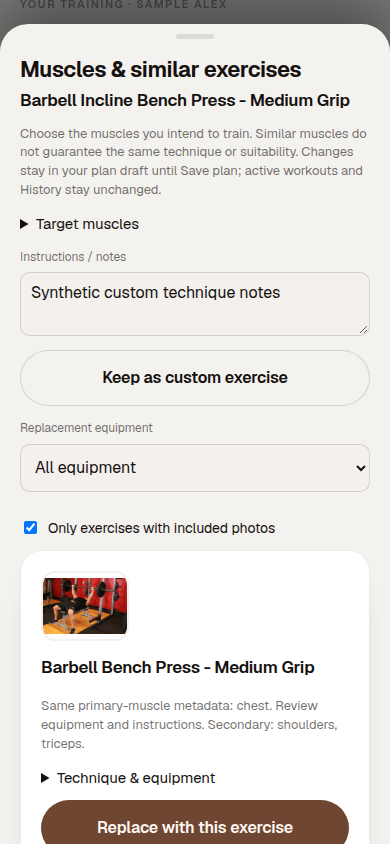 YOUR TRAINING · SAMPLE ALEX
Muscles & similar exercises
Barbell Incline Bench Press - Medium Grip
Choose the muscles you intend to train. Similar muscles do
not guarantee the same technique or suitability. Changes
stay in your plan draft until Save plan; active workouts and
History stay unchanged.
Target muscles
Instructions / notes
Synthetic custom technique notes
Keep as custom exercise
Replacement equipment
All equipment
Only exercises with included photos
Barbell Bench Press - Medium Grip
Same primary-muscle metadata: chest. Review
equipment and instructions. Secondary: shoulders,
triceps.
Technique & equipment
Replace with this exercise